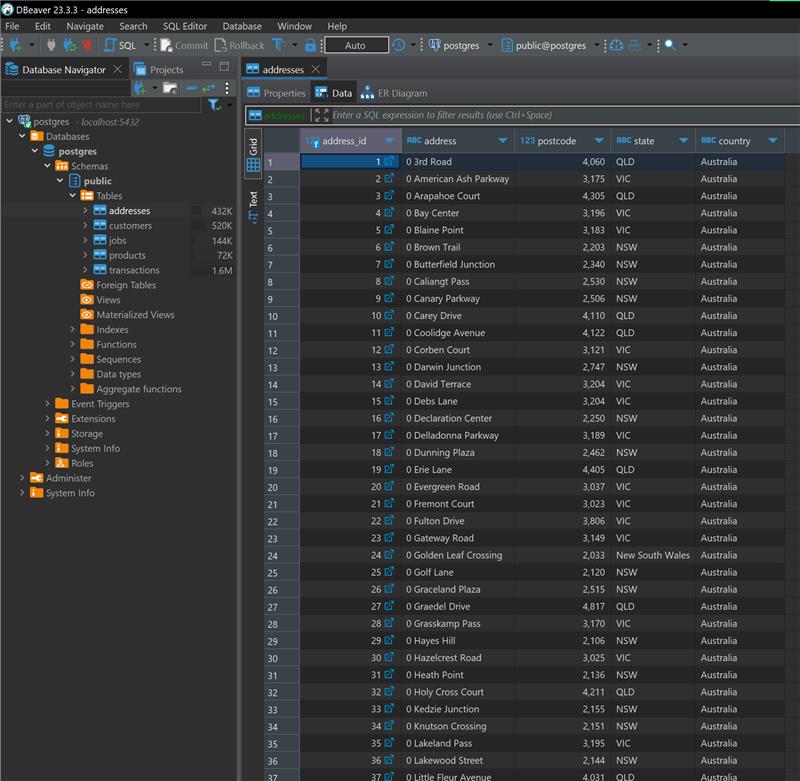 DBeaver 23.3.3 - addresses
File Edit Navigate Search SQL Editor Database Window Help
SQL Commit Rollback Auto postgres public@postgres
Database Navigator Projects
Enter a part of object name here
postgres - localhost:5432
Databases
postgres
Schemas
public
Tables
addresses 432K
customers 520K
jobs 144K
products 72K
transactions 1.6M
Foreign Tables
Views
Materialized Views
Indexes
Functions
Sequences
Data types
Aggregate functions
Event Triggers
Extensions
Storage
System Info
Roles
Administer
System Info
addresses
Properties Data ER Diagram
addresses Enter a SQL expression to filter results (use Ctrl+Space)
Grid
Text
123 address_id ABC address 123 postcode ABC state ABC country
1 1 0 3rd Road 4,060 QLD Australia
2 2 0 American Ash Parkway 3,175 VIC Australia
3 3 0 Arapahoe Court 4,305 QLD Australia
4 4 0 Bay Center 3,196 VIC Australia
5 5 0 Blaine Point 3,183 VIC Australia
6 6 0 Brown Trail 2,203 NSW Australia
7 7 0 Butterfield Junction 2,340 NSW Australia
8 8 0 Caliangt Pass 2,530 NSW Australia
9 9 0 Canary Parkway 2,506 NSW Australia
10 10 0 Carey Drive 4,110 QLD Australia
11 11 0 Coolidge Avenue 4,122 QLD Australia
12 12 0 Corben Court 3,121 VIC Australia
13 13 0 Darwin Junction 2,747 NSW Australia
14 14 0 David Terrace 3,204 VIC Australia
15 15 0 Debs Lane 3,204 VIC Australia
16 16 0 Declaration Center 2,250 NSW Australia
17 17 0 Delladonna Parkway 3,189 VIC Australia
18 18 0 Dunning Plaza 2,462 NSW Australia
19 19 0 Erie Lane 4,405 QLD Australia
20 20 0 Evergreen Road 3,037 VIC Australia
21 21 0 Fremont Court 3,023 VIC Australia
22 22 0 Fulton Drive 3,806 VIC Australia
23 23 0 Gateway Road 3,149 VIC Australia
24 24 0 Golden Leaf Crossing 2,033 New South Wales Australia
25 25 0 Golf Lane 2,120 NSW Australia
26 26 0 Graceland Plaza 2,515 NSW Australia
27 27 0 Graedel Drive 4,817 QLD Australia
28 28 0 Grasskamp Pass 3,170 VIC Australia
29 29 0 Hayes Hill 2,106 NSW Australia
30 30 0 Hazelcrest Road 3,025 VIC Australia
31 31 0 Heath Point 2,136 NSW Australia
32 32 0 Holy Cross Court 4,211 QLD Australia
33 33 0 Kedzie Junction 2,155 NSW Australia
34 34 0 Knutson Crossing 2,151 NSW Australia
35 35 0 Lakeland Pass 3,195 VIC Australia
36 36 0 Lakewood Street 2,144 NSW Australia
37 37 0 Little Fleur Avenue 4,031 QLD Australia